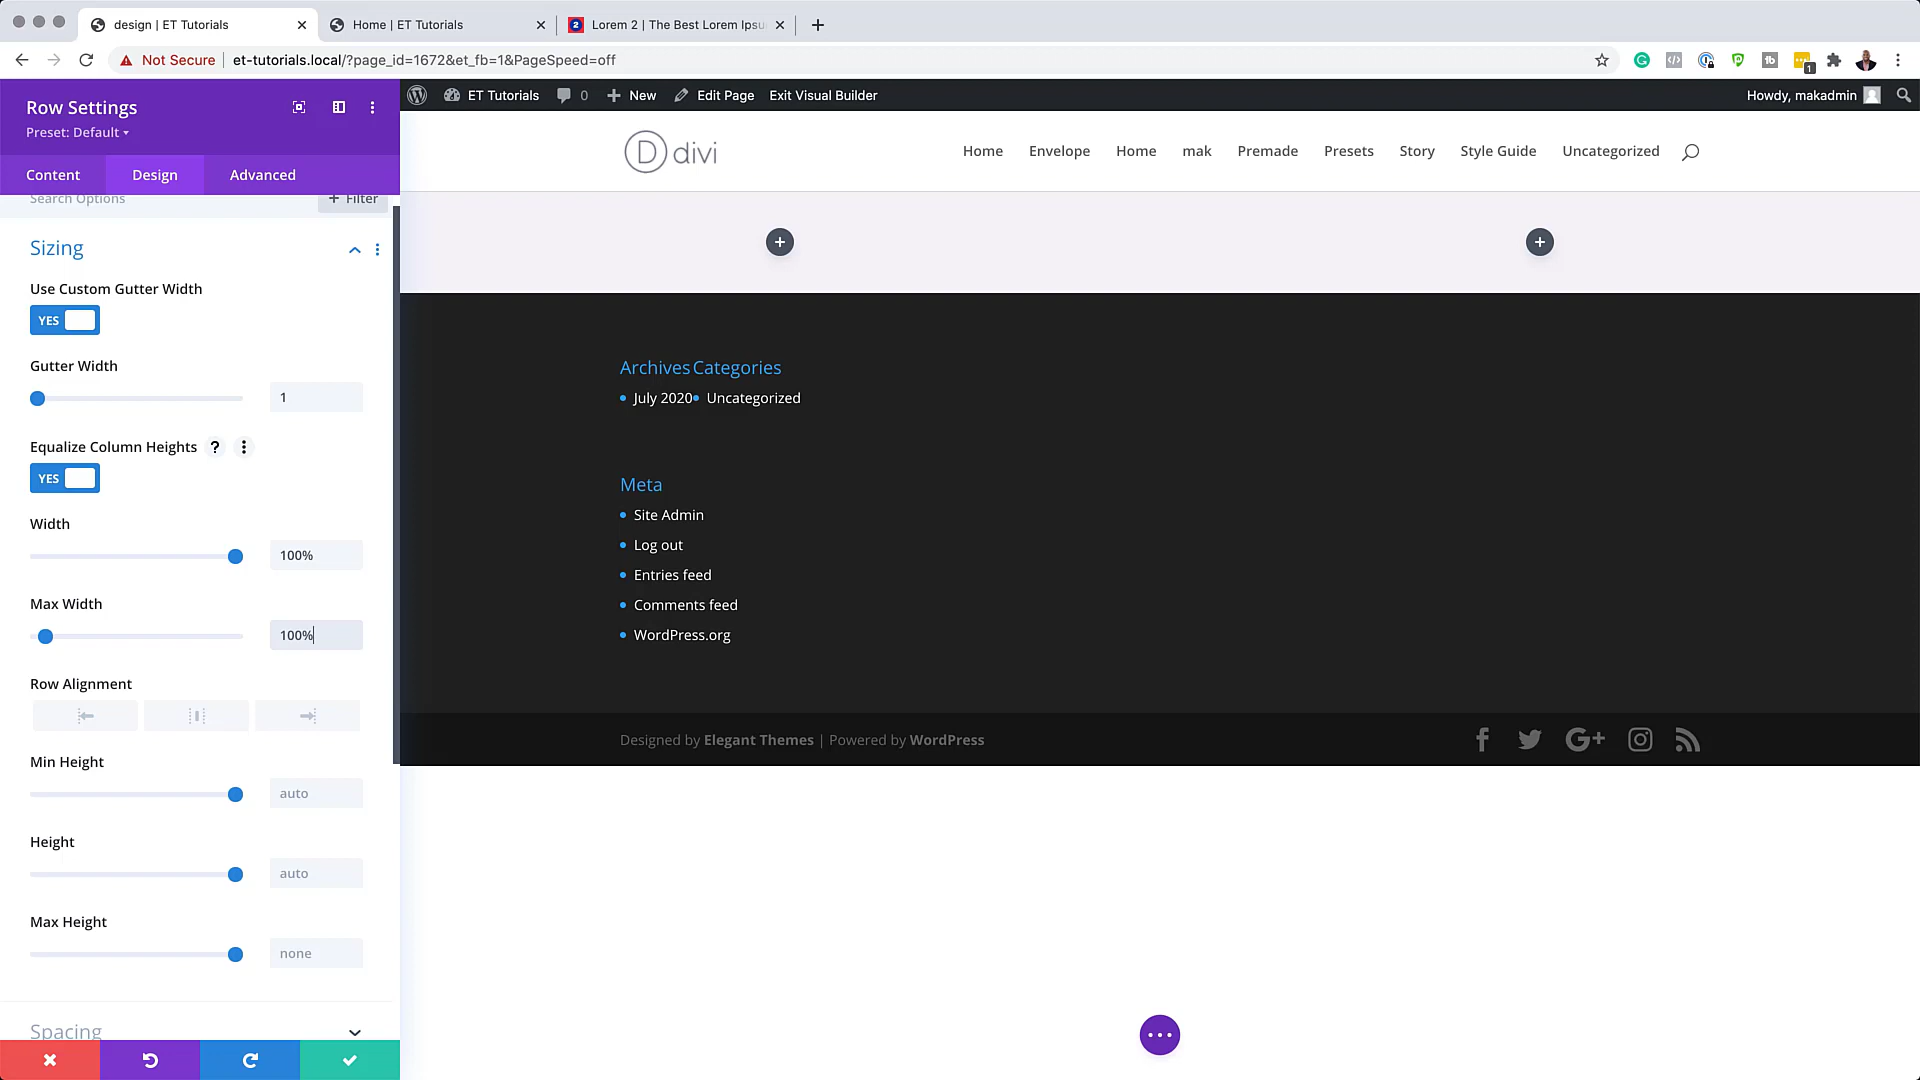 design | ET Tutorials
Home | ET Tutorials
Lorem 2 | The Best Lorem Ipsu
Not Secure
et-tutorials.local/?page_id=1672&et_fb=1&PageSpeed=off
1
Row Settings
Preset: Default
ET Tutorials
0
New
Edit Page
Exit Visual Builder
Howdy, makadmin
Content
Design
Advanced
D divi
Home
Envelope
Home
mak
Premade
Presets
Story
Style Guide
Uncategorized
Search Options
+ Filter
Sizing
Use Custom Gutter Width
YES
Gutter Width
1
Equalize Column Heights ?
YES
Width
100%
Max Width
100%
Row Alignment
Min Height
auto
Height
auto
Max Height
none
Spacing
Archives
Categories
July 2020
Uncategorized
Meta
Site Admin
Log out
Entries feed
Comments feed
WordPress.org
Designed by Elegant Themes | Powered by WordPress